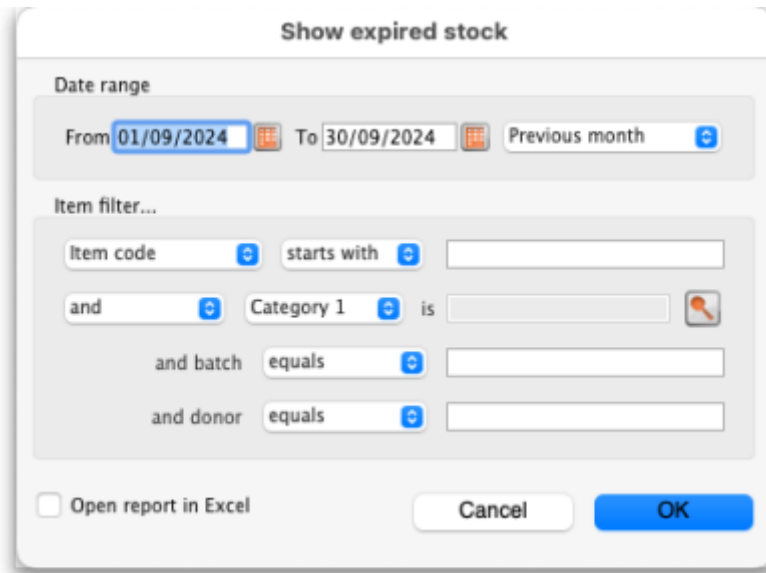 Show expired stock
Date range
From 01/09/2024 To 30/09/2024 Previous month
Item filter...
Item code starts with
and Category 1 is
and batch equals
and donor equals
Open report in Excel Cancel OK